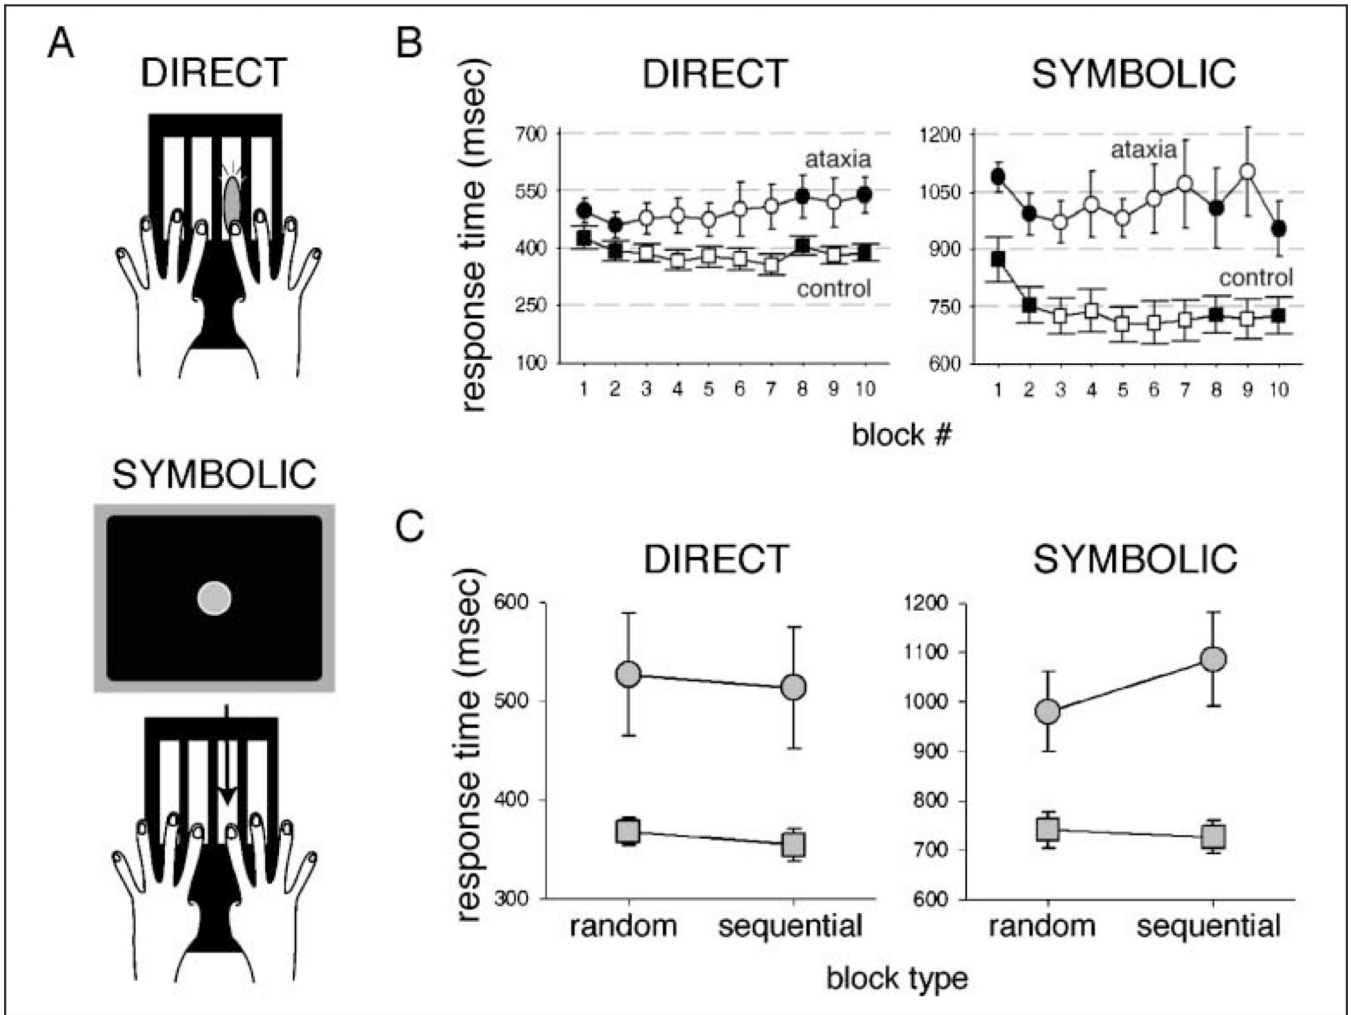 A
DIRECT
SYMBOLIC
B
DIRECT
SYMBOLIC
response time (msec)
700
550
400
250
100
ataxia
control
1 2 3 4 5 6 7 8 9 10
1200
1050
900
750
600
ataxia
control
1 2 3 4 5 6 7 8 9 10
block #
C
DIRECT
SYMBOLIC
response time (msec)
600
500
400
300
random sequential
1200
1100
1000
900
800
700
600
random sequential
block type